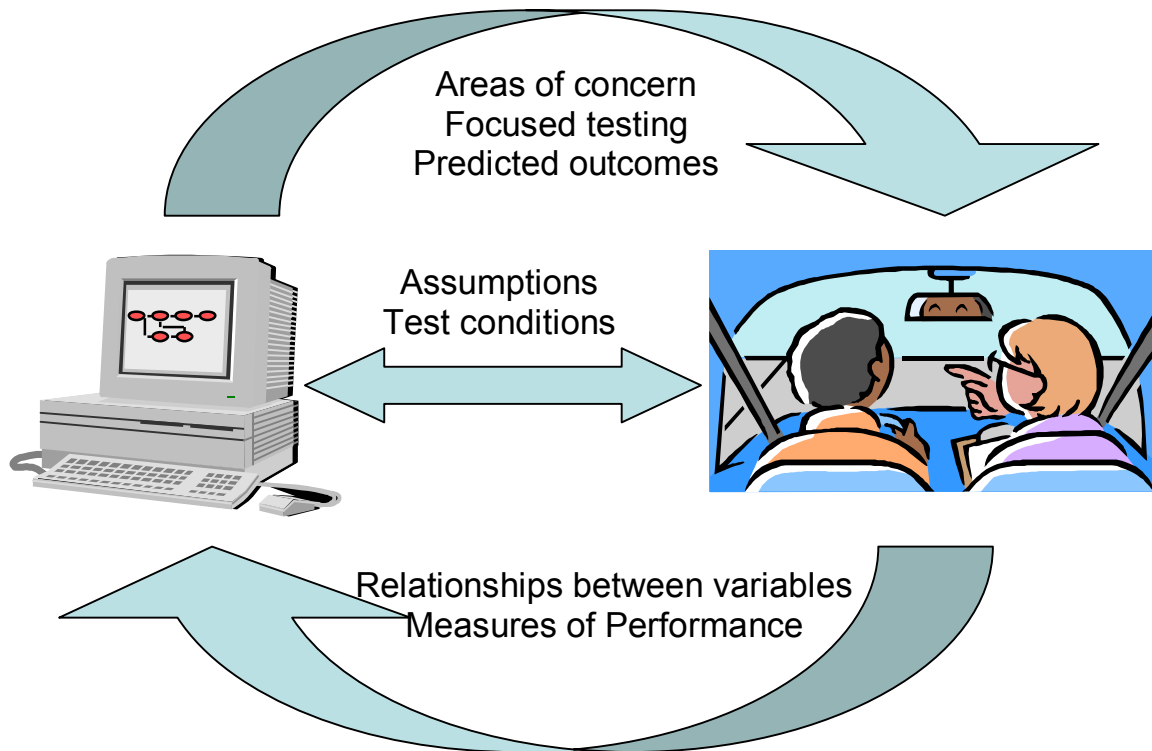 Areas of concern
Focused testing
Predicted outcomes
Assumptions
Test conditions
Relationships between variables
Measures of Performance